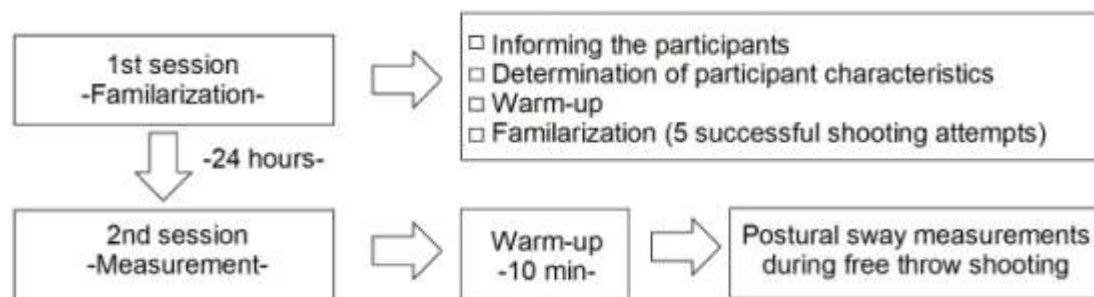 1st session
-Familarization-
□ Informing the participants
□ Determination of participant characteristics
□ Warm-up
□ Familarization (5 successful shooting attempts)
-24 hours-
2nd session
-Measurement-
Warm-up
-10 min-
Postural sway measurements
during free throw shooting